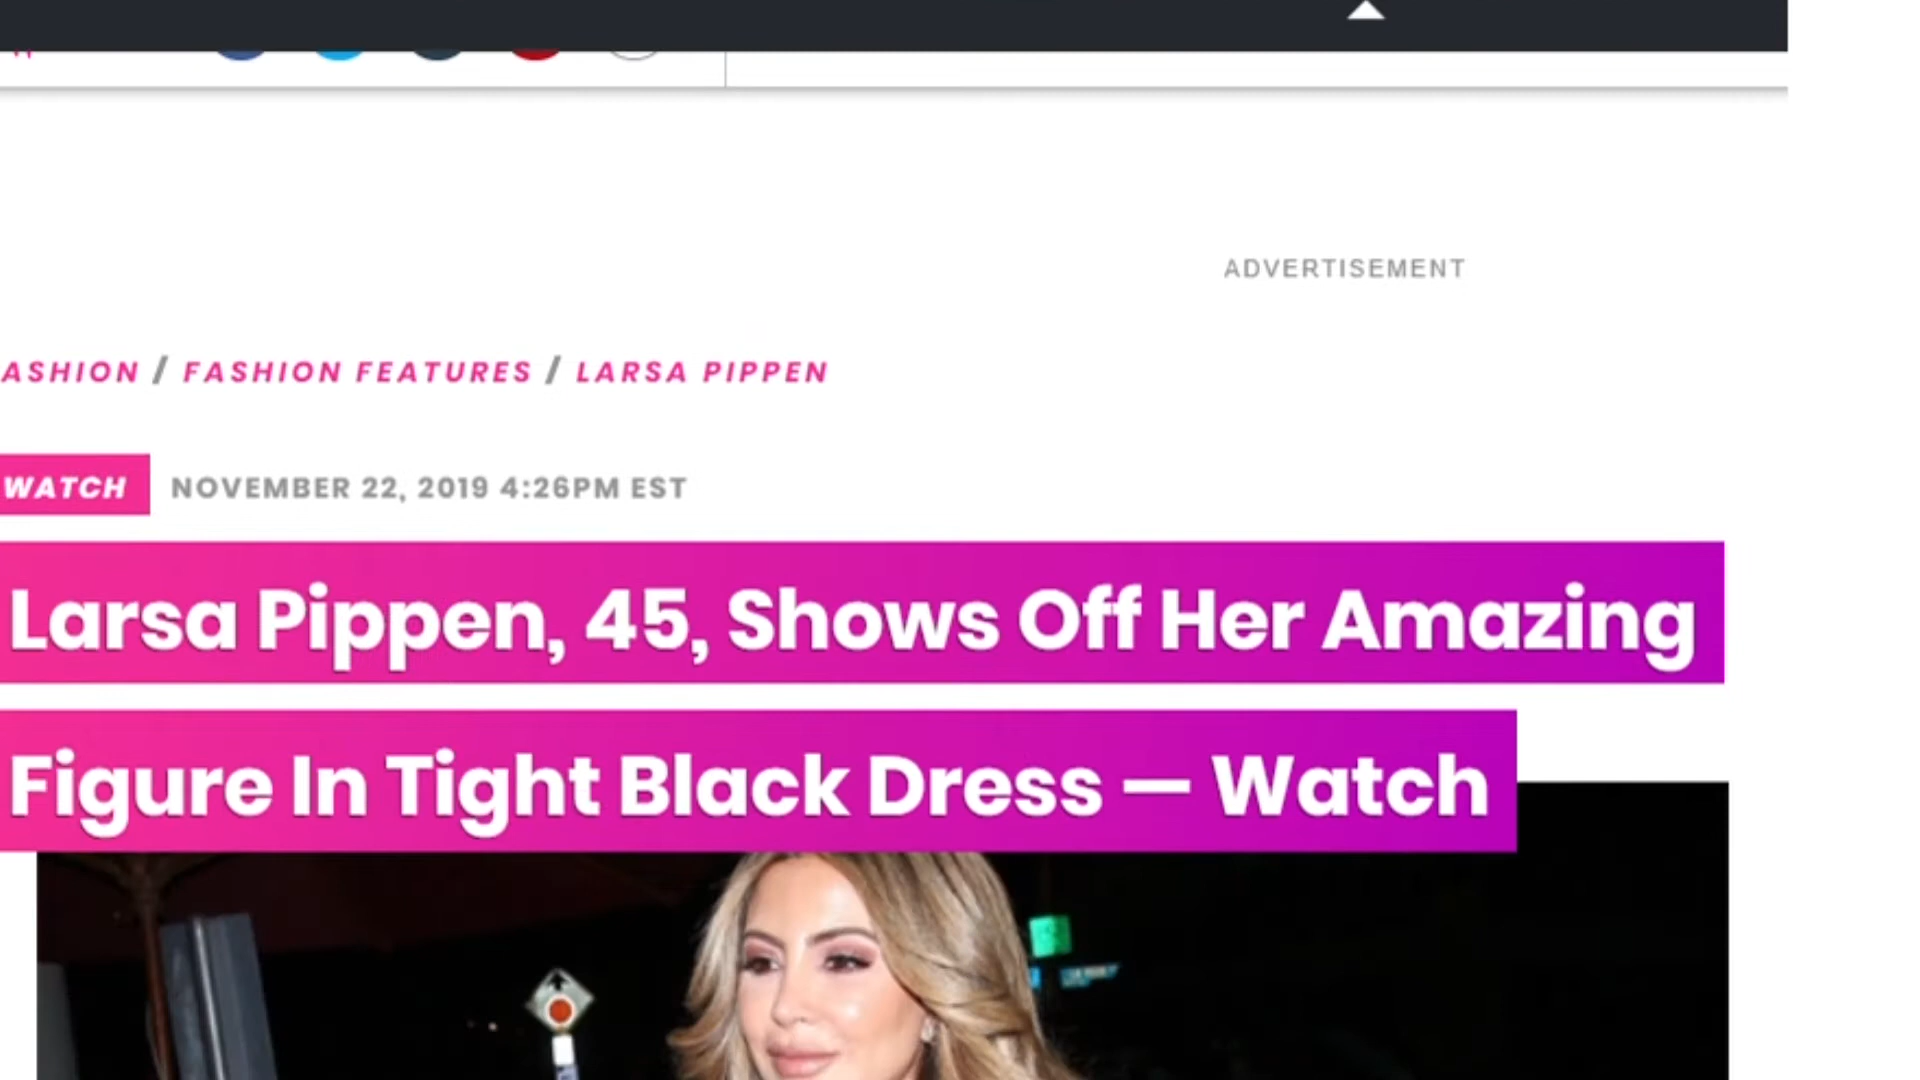 ADVERTISEMENT
ASHION / FASHION FEATURES / LARSA PIPPEN
WATCH NOVEMBER 22, 2019 4:26PM EST
Larsa Pippen, 45, Shows Off Her Amazing
Figure In Tight Black Dress — Watch